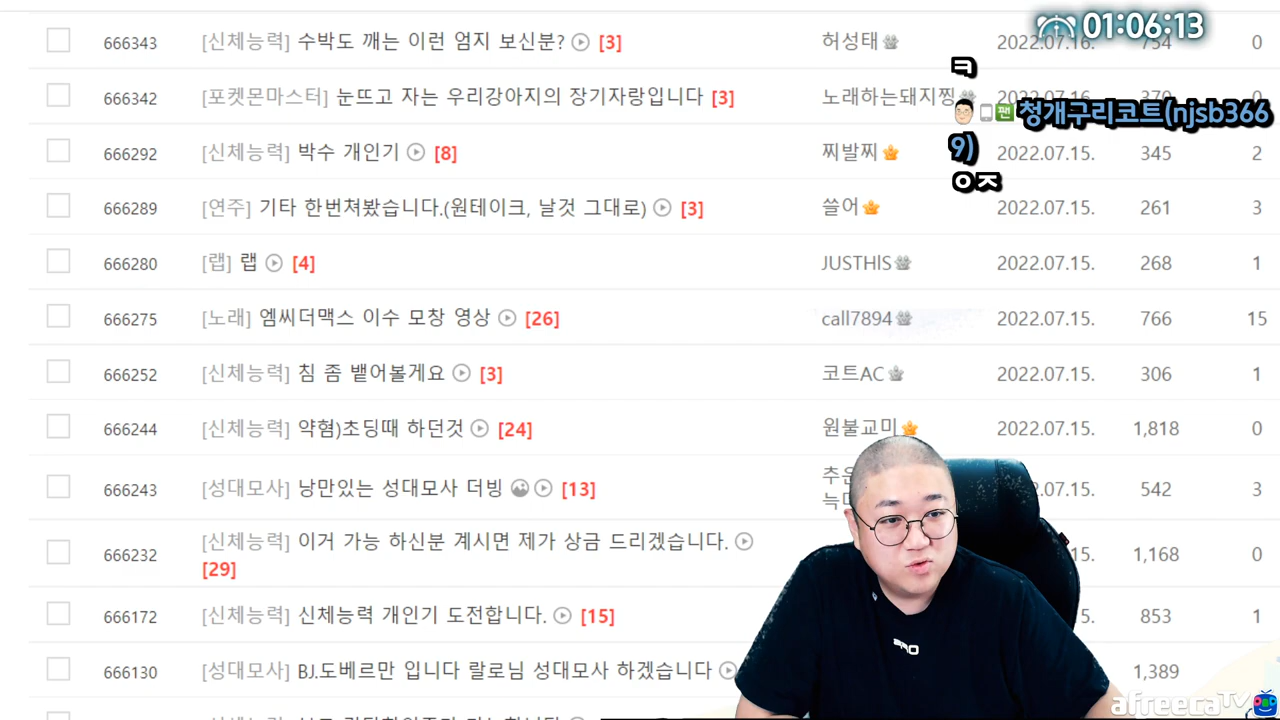 01:06:13
666343 [신체능력] 수박도 깨는 이런 엄지 보신분? [3] 허성태 2022.07.16. 754 0
ㅋ
666342 [포켓몬마스터] 눈뜨고 자는 우리강아지의 장기자랑입니다 [3] 노래하는돼지찡
팬 청개구리코트(njsb366
9)
666292 [신체능력] 박수 개인기 [8] 찌발찌 2022.07.15. 345 2
ㅇㅈ
666289 [연주] 기타 한번쳐봤습니다.(원테이크, 날것 그대로) [3] 쓸어 2022.07.15. 261 3
666280 [랩] 랩 [4] JUSTHlS 2022.07.15. 268 1
666275 [노래] 엠씨더맥스 이수 모창 영상 [26] call7894 2022.07.15. 766 15
666252 [신체능력] 침 좀 뱉어볼게요 [3] 코트AC 2022.07.15. 306 1
666244 [신체능력] 약혐)초딩때 하던것 [24] 원불교미 2022.07.15. 1,818 0
666243 [성대모사] 낭만있는 성대모사 더빙 [13] .07.15. 542 3
666232 [신체능력] 이거 가능 하신분 계시면 제가 상금 드리겠습니다. 15. 1,168 0
[29]
666172 [신체능력] 신체능력 개인기 도전합니다. [15] 5. 853 1
666130 [성대모사] BJ.도베르만 입니다 랄로님 성대모사 하겠습니다 1,389
afreecaTV